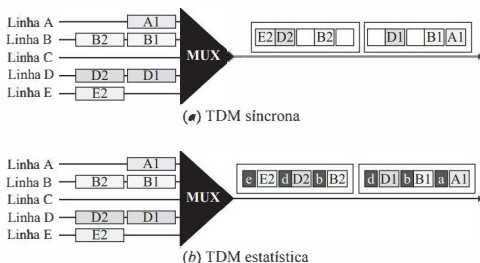 Linha A
A1
Linha B
B2
B1
Linha C
Linha D
D2
D1
Linha E
E2
MUX
E2 D2 B2
D1 B1 A1
(a) TDM síncrona
Linha A
A1
Linha B
B2
B1
Linha C
Linha D
D2
D1
Linha E
E2
MUX
e E2 d D2 b B2
d D1 b B1 a A1
(b) TDM estatística